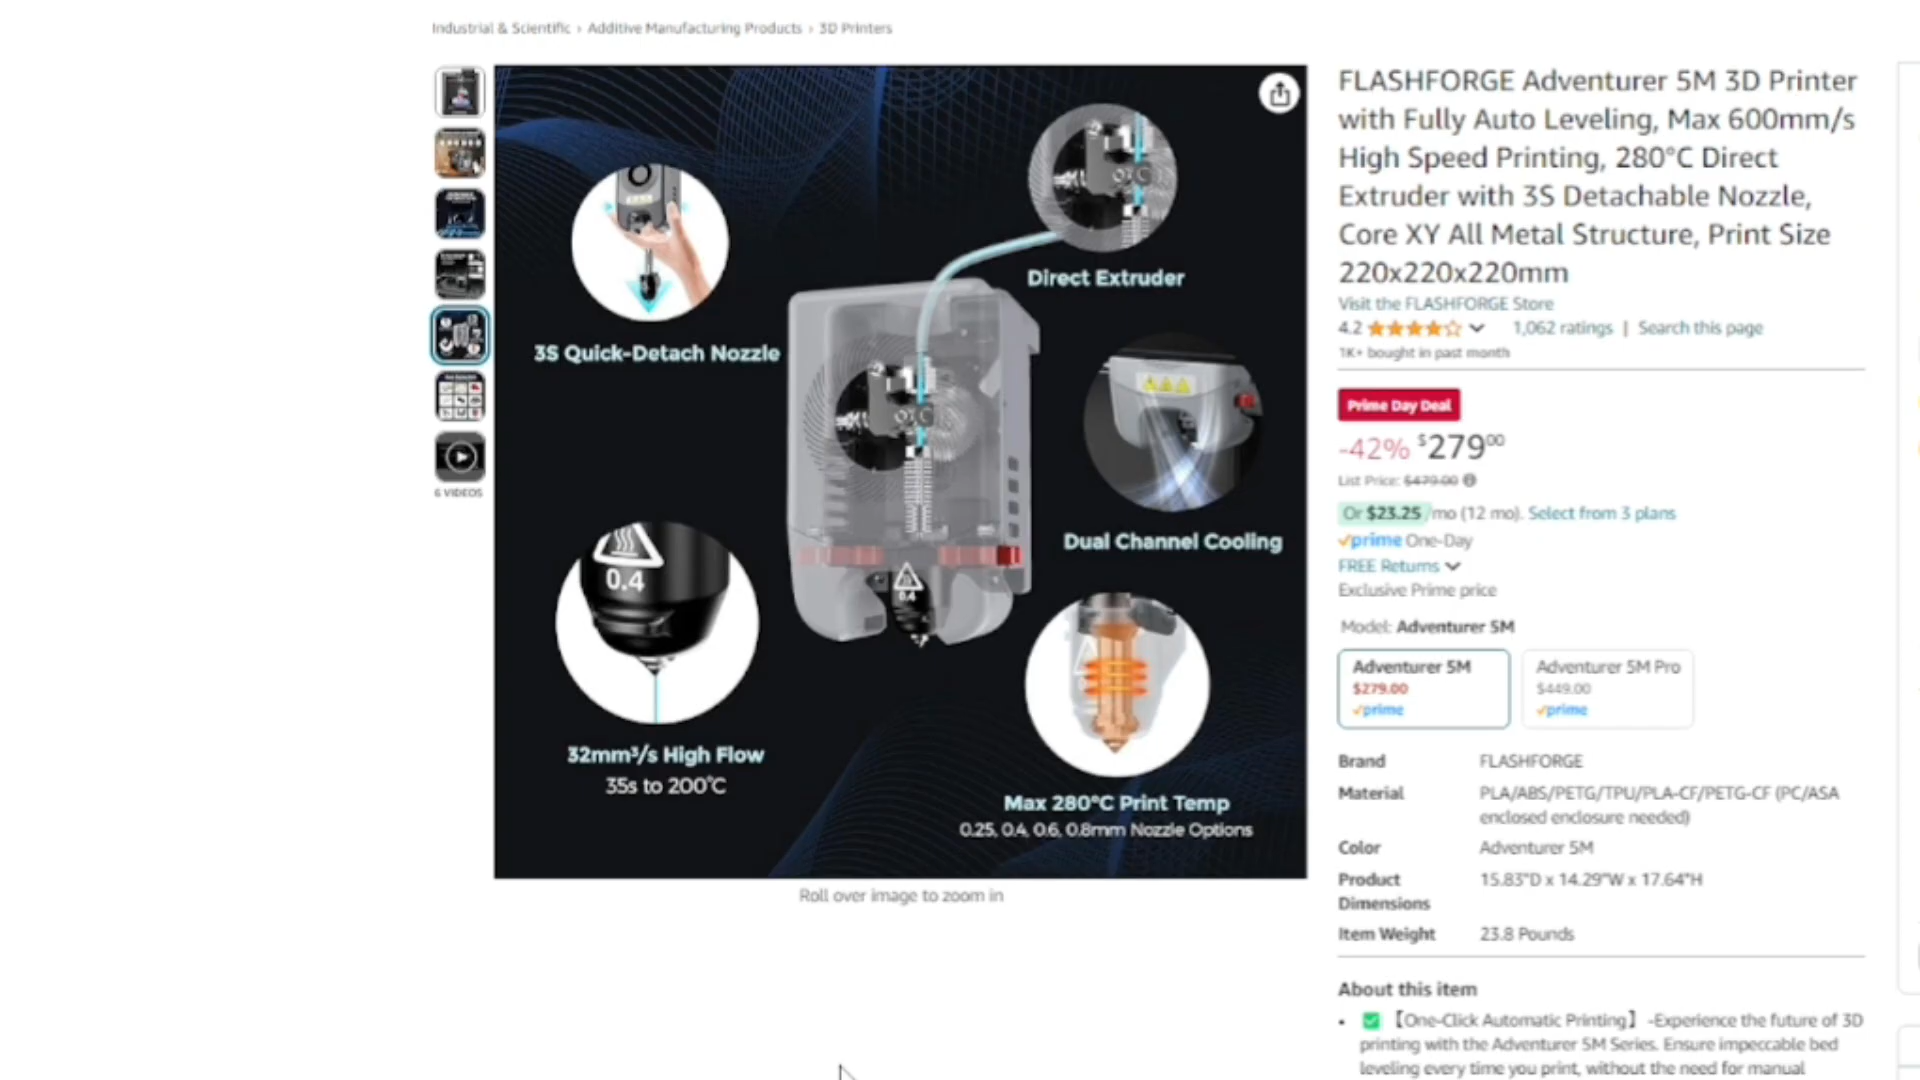 Industrial & Scientific › Additive Manufacturing Products › 3D Printers
6 VIDEOS
3S Quick-Detach Nozzle
Direct Extruder
Dual Channel Cooling
0.4
0.4
32mm³/s High Flow
35s to 200℃
Max 280°C Print Temp
0.25, 0.4, 0.6, 0.8mm Nozzle Options
Roll over image to zoom in
FLASHFORGE Adventurer 5M 3D Printer
with Fully Auto Leveling, Max 600mm/s
High Speed Printing, 280°C Direct
Extruder with 3S Detachable Nozzle,
Core XY All Metal Structure, Print Size
220x220x220mm
Visit the FLASHFORGE Store
4.2 1,062 ratings | Search this page
1K+ bought in past month
Prime Day Deal
-42% $27900
List Price: $479.00
Or $23.25 /mo (12 mo). Select from 3 plans
prime One-Day
FREE Returns
Exclusive Prime price
Model: Adventurer 5M
Adventurer 5M
$279.00
prime
Adventurer 5M Pro
$449.00
prime
Brand FLASHFORGE
Material PLA/ABS/PETG/TPU/PLA-CF/PETG-CF (PC/ASA
enclosed enclosure needed)
Color Adventurer 5M
Product 15.83"D x 14.29"W x 17.64"H
Dimensions
Item Weight 23.8 Pounds
About this item
• ✅【One-Click Automatic Printing】 -Experience the future of 3D
printing with the Adventurer 5M Series. Ensure impeccable bed
leveling every time you print, without the need for manual